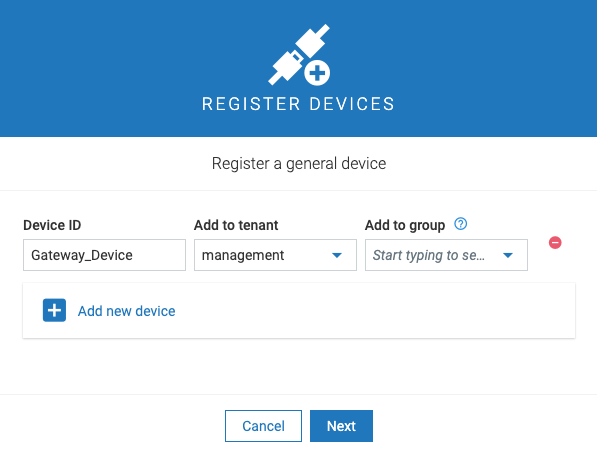 REGISTER DEVICES
Register a general device
Device ID Add to tenant Add to group ?
Gateway_Device management Start typing to se...
Add new device
Cancel Next